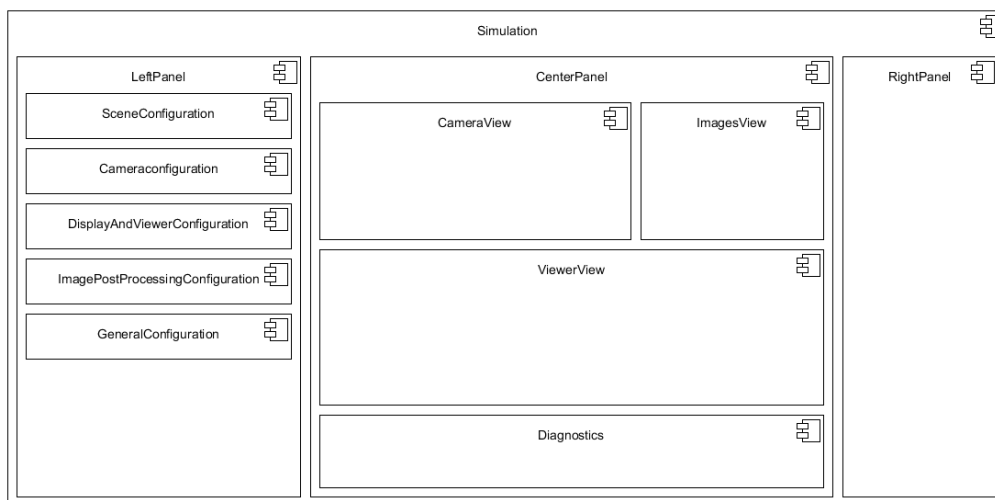 Simulation
LeftPanel
SceneConfiguration
Cameraconfiguration
DisplayAndViewerConfiguration
ImagePostProcessingConfiguration
GeneralConfiguration
CenterPanel
CameraView
ImagesView
ViewerView
Diagnostics
RightPanel